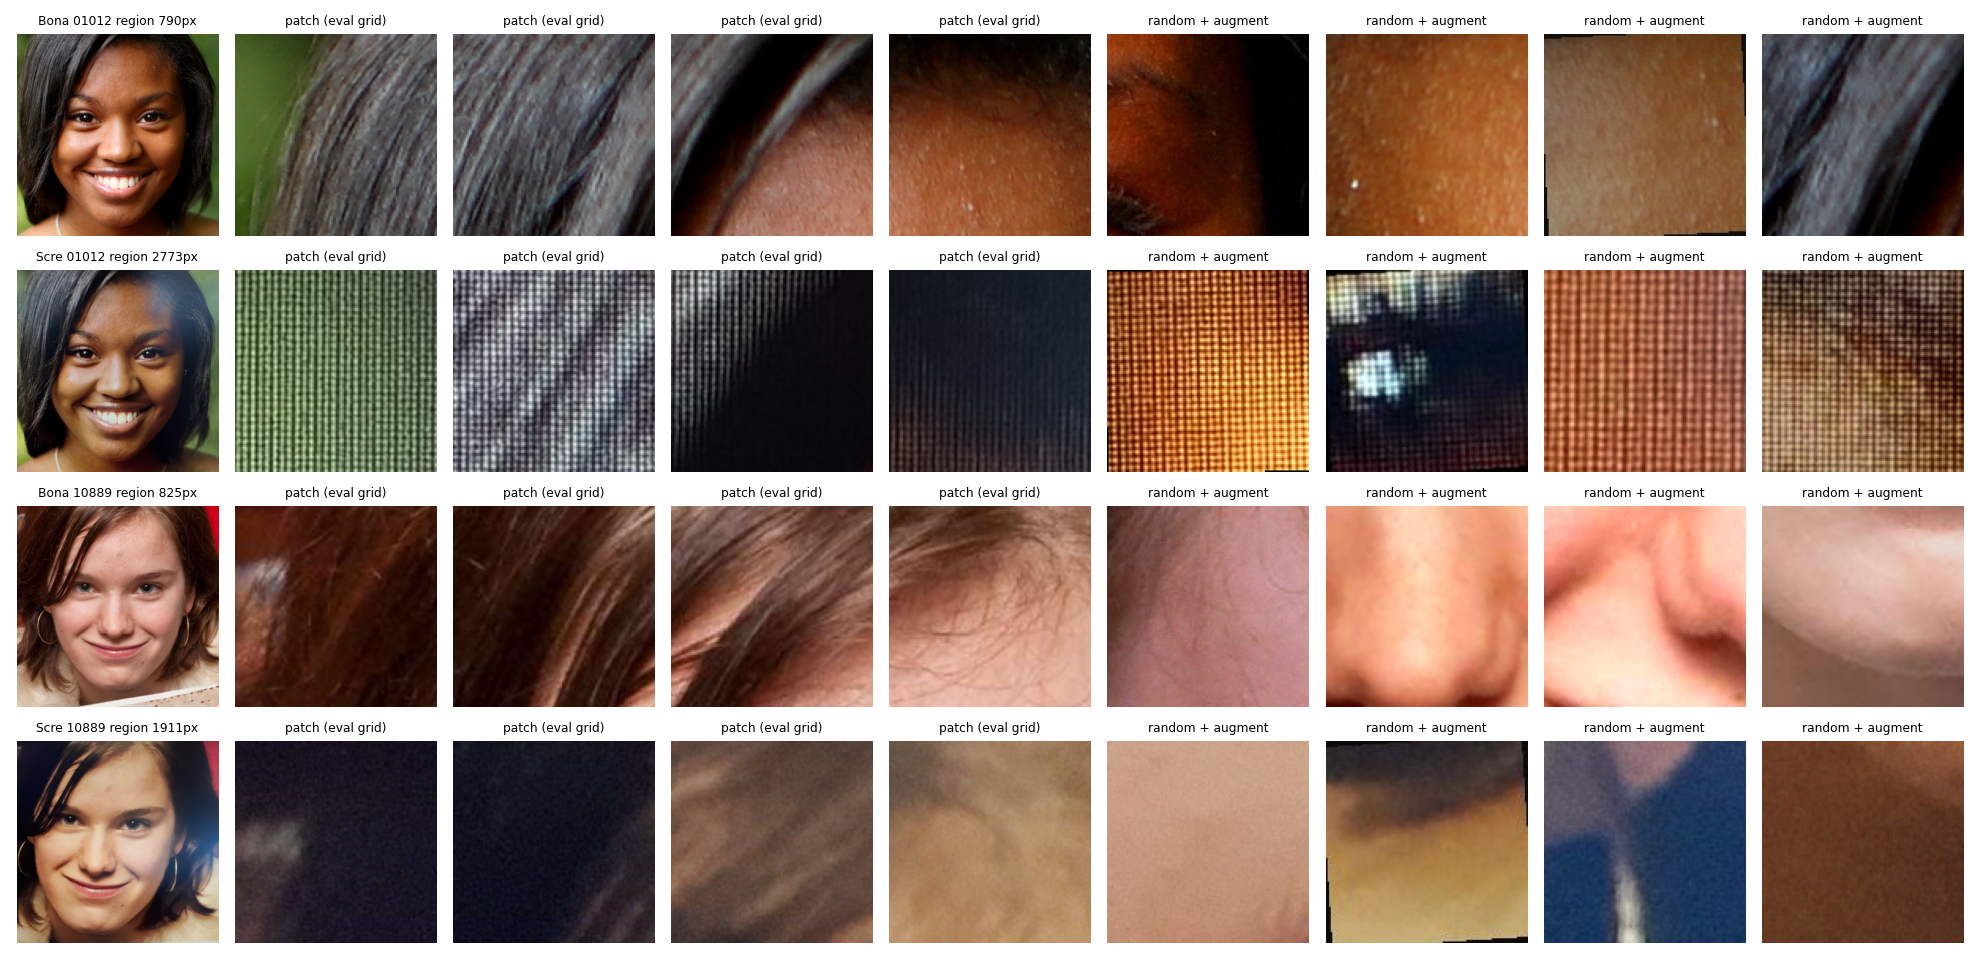 Bona 01012 region 790px patch (eval grid) patch (eval grid) patch (eval grid) patch (eval grid) random + augment random + augment random + augment random + augment
Scre 01012 region 2773px patch (eval grid) patch (eval grid) patch (eval grid) patch (eval grid) random + augment random + augment random + augment random + augment
Bona 10889 region 825px patch (eval grid) patch (eval grid) patch (eval grid) patch (eval grid) random + augment random + augment random + augment random + augment
Scre 10889 region 1911px patch (eval grid) patch (eval grid) patch (eval grid) patch (eval grid) random + augment random + augment random + augment random + augment